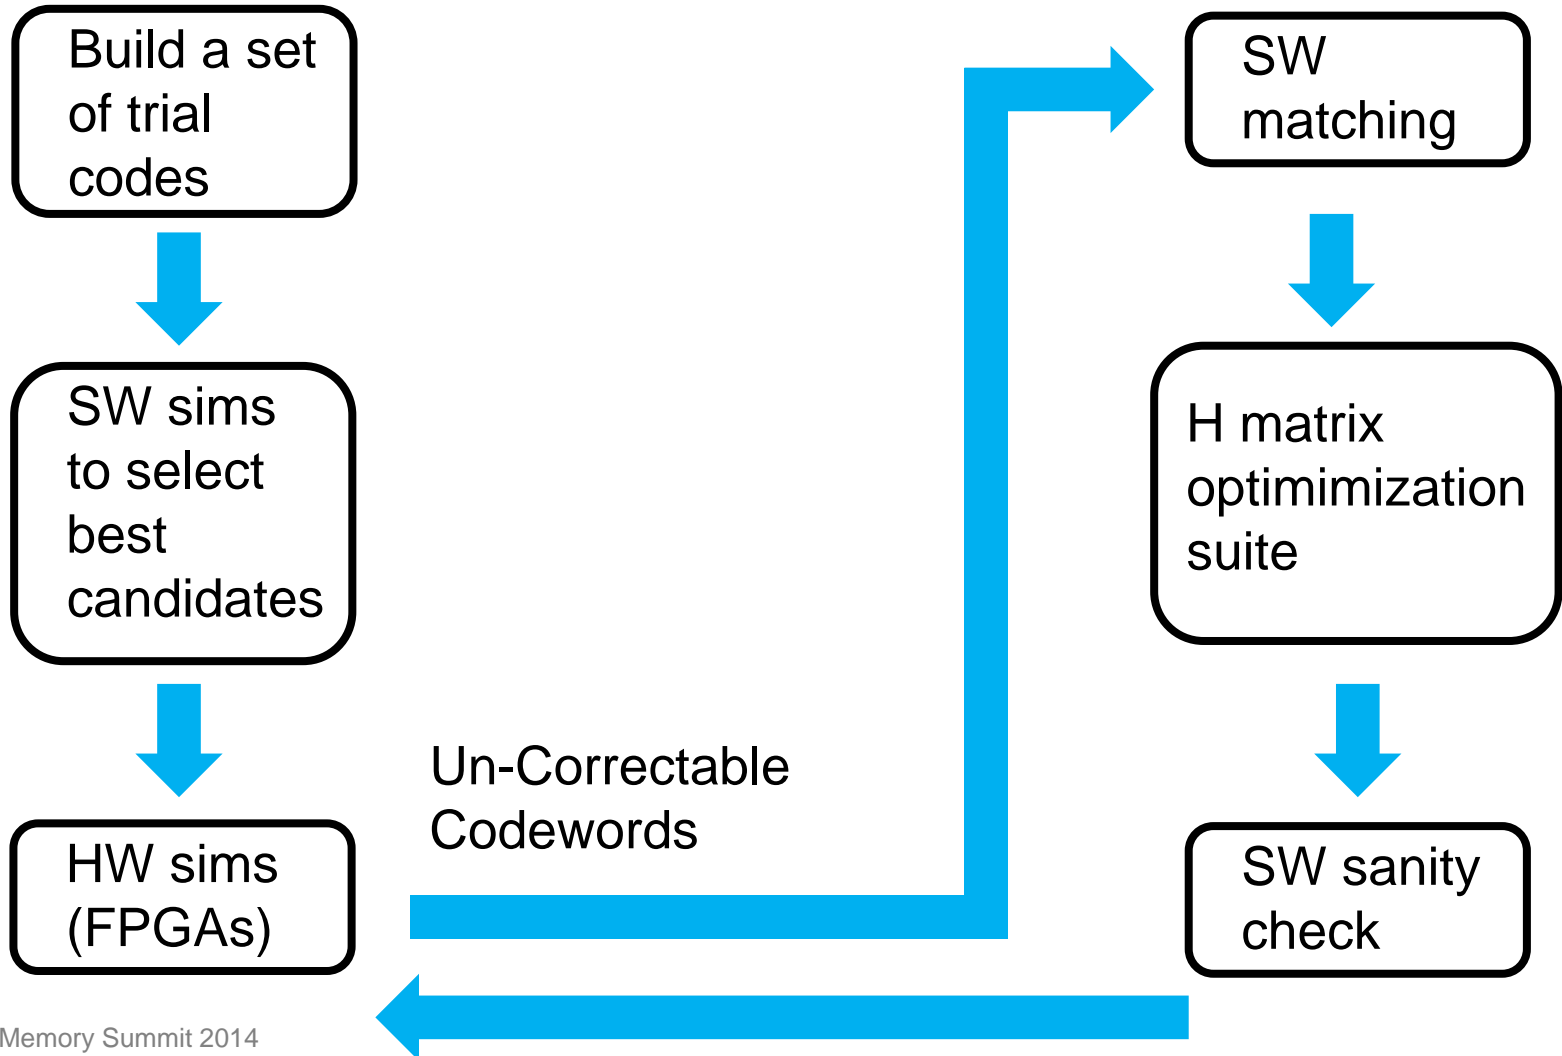 Build a set
of trial
codes
SW sims
to select
best
candidates
HW sims
(FPGAs)
Un-Correctable
Codewords
SW
matching
H matrix
optimimization
suite
SW sanity
check
Memory Summit 2014